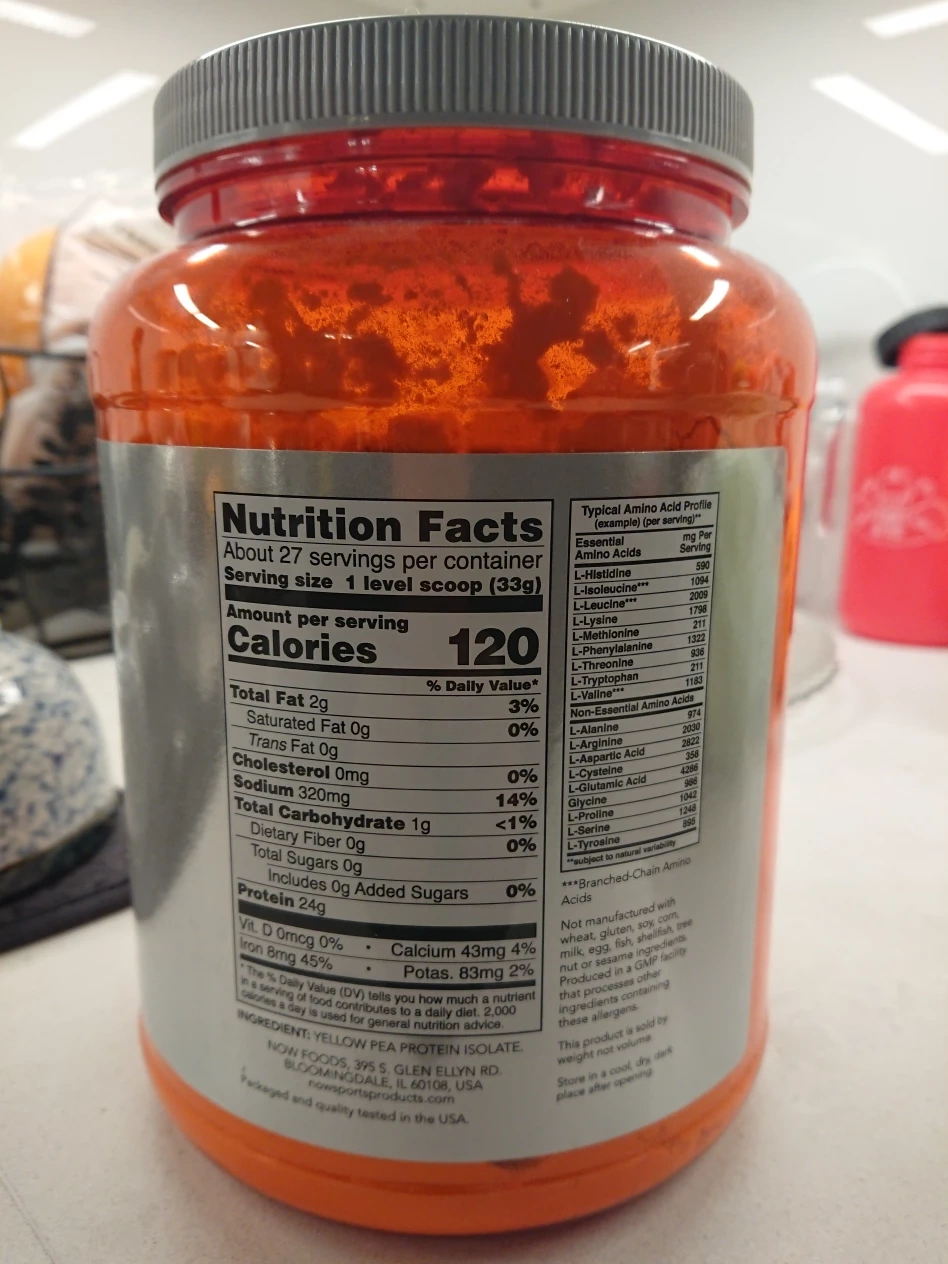 Nutrition Facts
About 27 servings per container
Serving size 1 level scoop (33g)
Amount per serving
Calories 120
% Daily Value*
Total Fat 2g 3%
Saturated Fat 0g 0%
Trans Fat 0g
Cholesterol 0mg 0%
Sodium 320mg 14%
Total Carbohydrate 1g <1%
Dietary Fiber 0g 0%
Total Sugars 0g
Includes 0g Added Sugars 0%
Protein 24g
Vit. D 0mcg 0% • Calcium 43mg 4%
Iron 8mg 45% • Potas. 83mg 2%
* The % Daily Value (DV) tells you how much a nutrient
in a serving of food contributes to a daily diet. 2,000
calories a day is used for general nutrition advice.
INGREDIENT: YELLOW PEA PROTEIN ISOLATE.
NOW FOODS, 395 S. GLEN ELLYN RD.
BLOOMINGDALE, IL 60108, USA
nowsportsproducts.com
Packaged and quality tested in the USA.
Typical Amino Acid Profile
(example) (per serving)**
Essential
Amino Acids
mg Per
Serving
L-Histidine 590
L-Isoleucine*** 1094
L-Leucine*** 2009
L-Lysine 1798
L-Methionine 211
L-Phenylalanine 1322
L-Threonine 936
L-Tryptophan 211
L-Valine*** 1183
Non-Essential Amino Acids
L-Alanine 974
L-Arginine 2030
L-Aspartic Acid 2822
L-Cysteine 358
L-Glutamic Acid 4286
Glycine 986
L-Proline 1042
L-Serine 1248
L-Tyrosine 895
**subject to natural variability
***Branched-Chain Amino
Acids
Not manufactured with
wheat, gluten, soy, corn,
milk, egg, fish, shellfish, tree
nut or sesame ingredients.
Produced in a GMP facility
that processes other
ingredients containing
these allergens.
This product is sold by
weight not volume.
Store in a cool, dry, dark
place after opening.